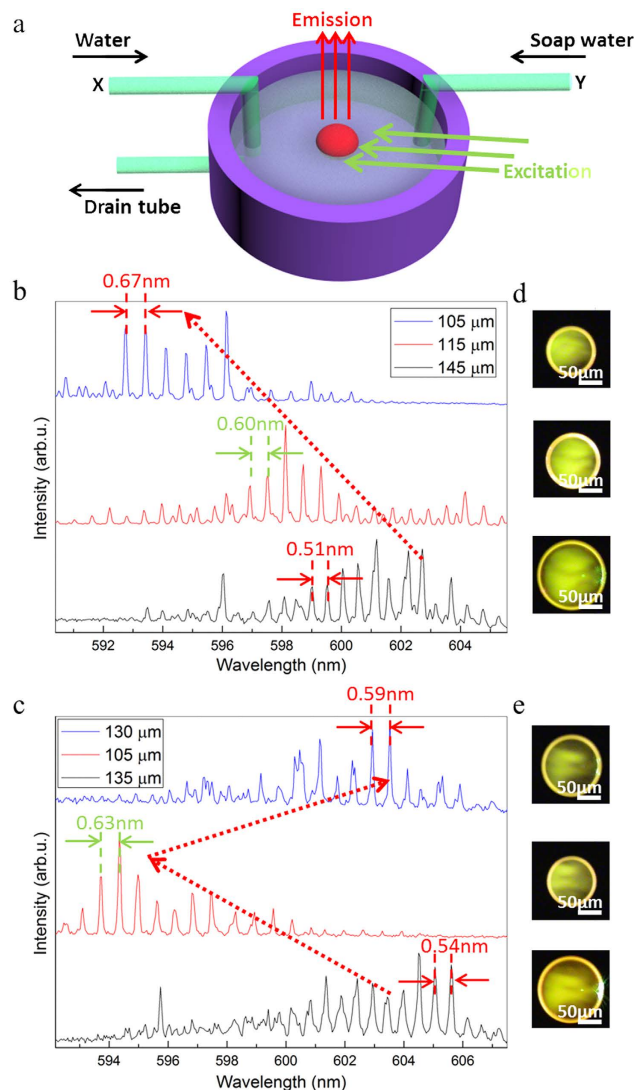 a
Emission
Water
Soap water
X
Y
Excitation
Drain tube
b
0.67nm
105 μm
115 μm
145 μm
0.60nm
0.51nm
Intensity (arb.u.)
592 594 596 598 600 602 604
Wavelength (nm)
d
50μm
50μm
50μm
c
0.59nm
130 μm
105 μm
135 μm
0.63nm
0.54nm
Intensity (arb.u.)
594 596 598 600 602 604 606
Wavelength (nm)
e
50μm
50μm
50μm